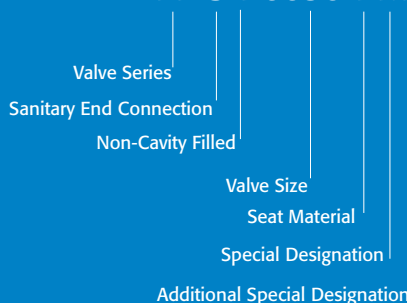 Valve Series
Sanitary End Connection
Non-Cavity Filled
Valve Size
Seat Material
Special Designation
Additional Special Designation